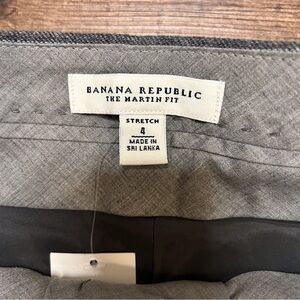 BANANA REPUBLIC
THE MARTIN FIT
STRETCH
4
MADE IN
SRI LANKA